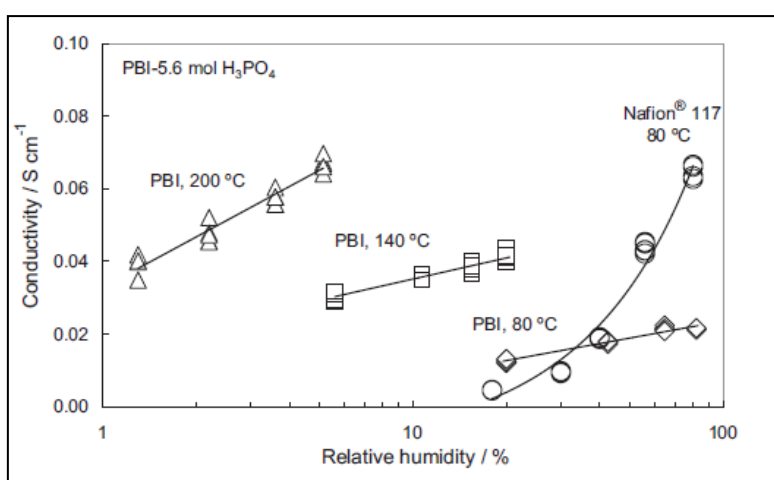 0.10
PBI-5.6 mol H₃PO₄
0.08
Nafion® 117
80 ºC
PBI, 200 ºC
0.06
PBI, 140 ºC
0.04
PBI, 80 ºC
0.02
0.00
1
10
100
Conductivity / S cm⁻¹
Relative humidity / %